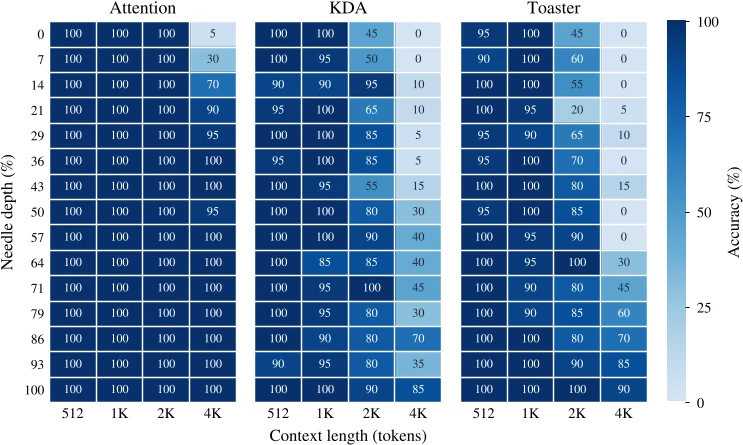 Attention KDA Toaster
0 100 100 100 5 100 100 45 0 95 100 45 0 100
7 100 100 100 30 100 95 50 0 90 100 60 0
14 100 100 100 70 90 90 95 10 100 100 55 0
21 100 100 100 90 95 100 65 10 100 95 20 5 75
29 100 100 100 95 100 100 85 5 95 90 65 10
36 100 100 100 100 95 100 85 5 95 100 70 0
43 100 100 100 100 100 95 55 15 100 100 80 15
50 100 100 100 95 100 100 80 30 95 100 85 0 50
57 100 100 100 100 100 100 90 40 100 95 90 0
64 100 100 100 100 100 85 85 40 100 95 100 30
71 100 100 100 100 100 95 100 45 100 90 80 45
79 100 100 100 100 100 95 80 30 100 90 85 60 25
86 100 100 100 100 100 90 80 70 100 100 80 70
93 100 100 100 100 90 95 80 35 100 100 90 85
100 100 100 100 100 100 100 90 85 100 100 100 90 0
512 1K 2K 4K 512 1K 2K 4K 512 1K 2K 4K
Context length (tokens)
Needle depth (%)
Accuracy (%)